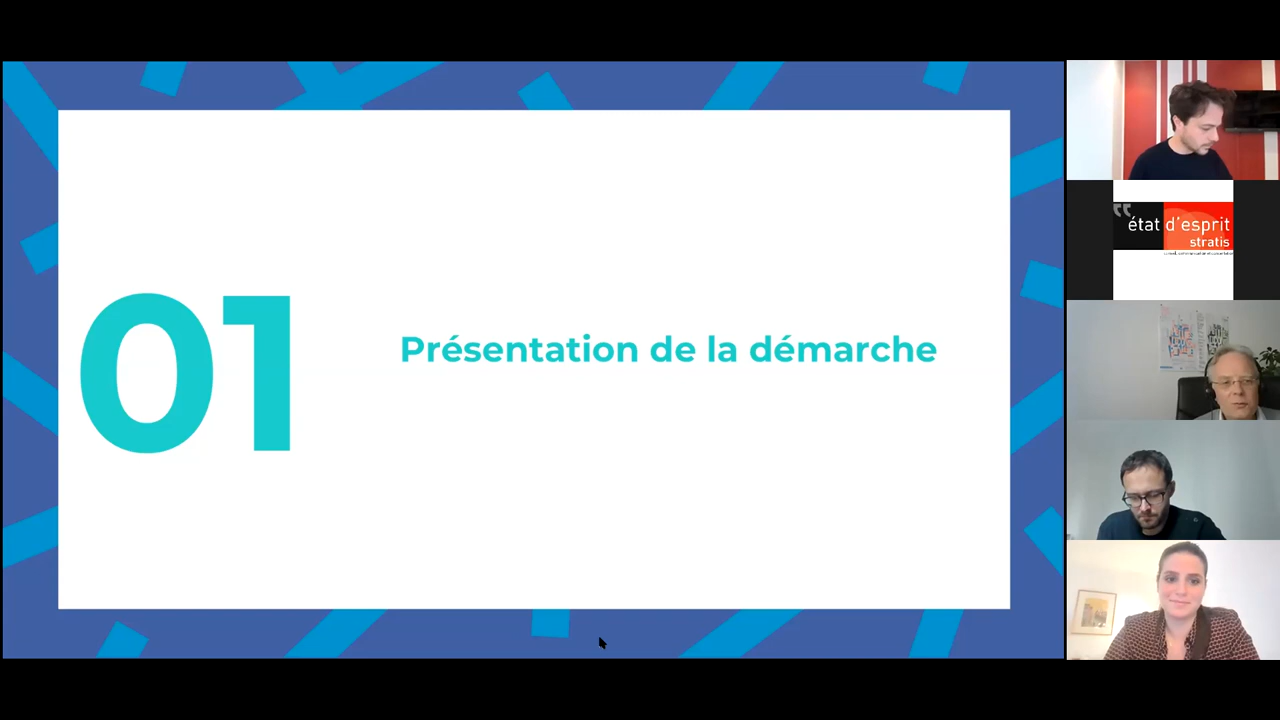 01
Présentation de la démarche
état d'esprit
stratis